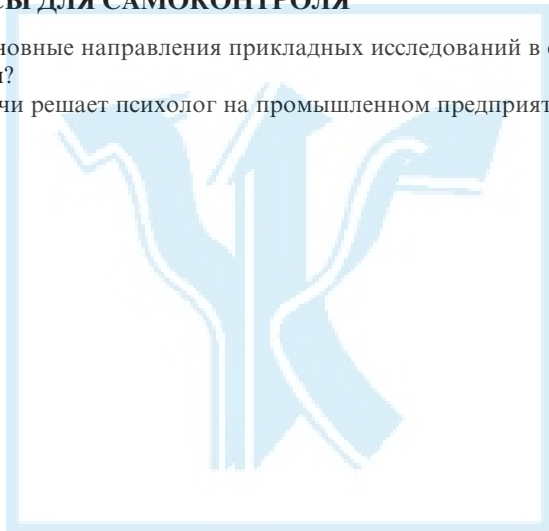 СЫ ДЛЯ САМОКОНТРОЛЯ
новные направления прикладных исследований в
?
чи решает психолог на промышленном предприят